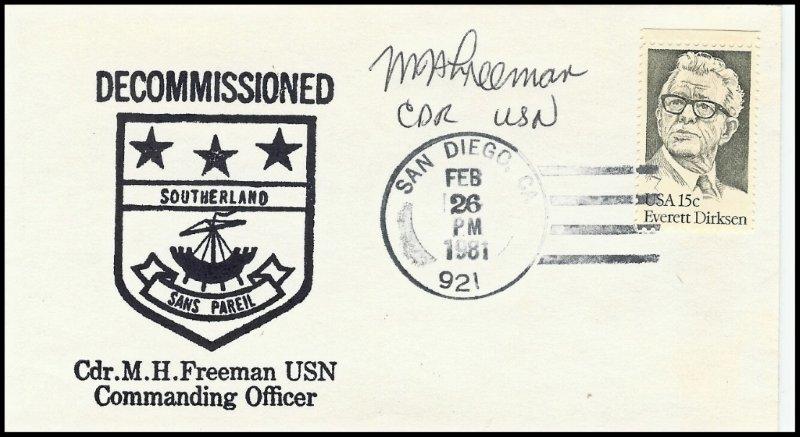 DECOMMISSIONED
SOUTHERLAND
SANS PAREIL
Cdr.M.H.Freeman USN
Commanding Officer
M H Freeman
CDR USN
SAN DIEGO, CA
FEB
26
PM
1981
921
USA 15c
Everett Dirksen